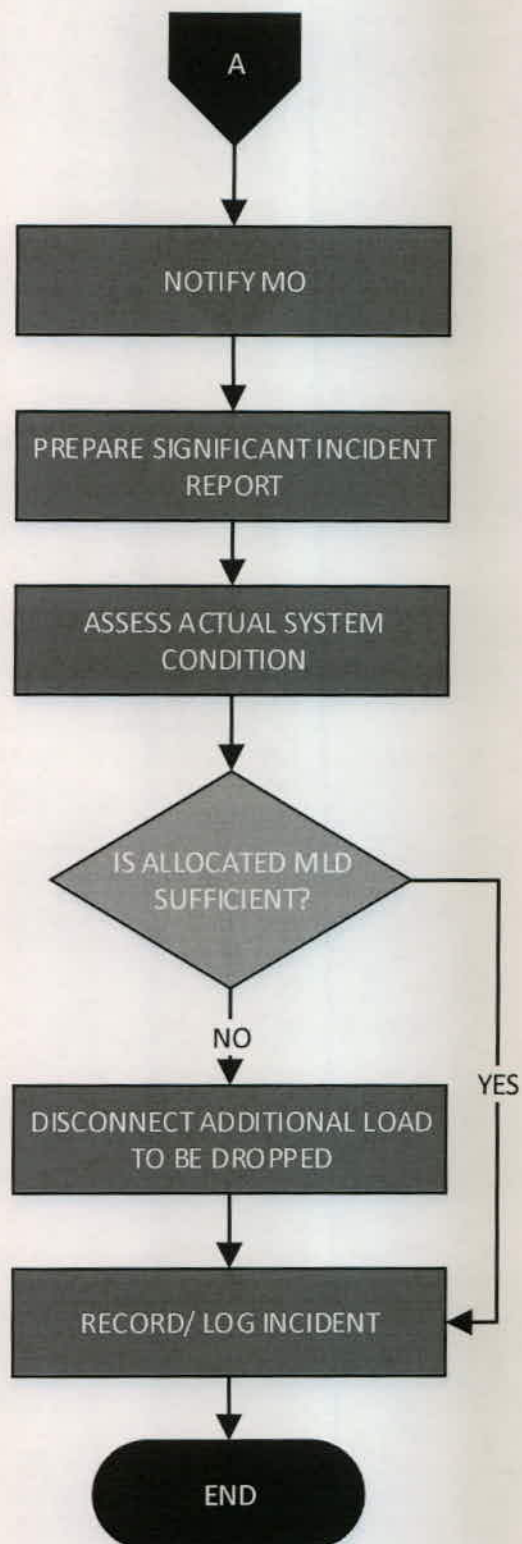 A
NOTIFY MO
PREPARE SIGNIFICANT INCIDENT
REPORT
ASSESS ACTUAL SYSTEM
CONDITION
IS ALLOCATED MLD
SUFFICIENT?
NO
YES
DISCONNECT ADDITIONAL LOAD
TO BE DROPPED
RECORD/ LOG INCIDENT
END